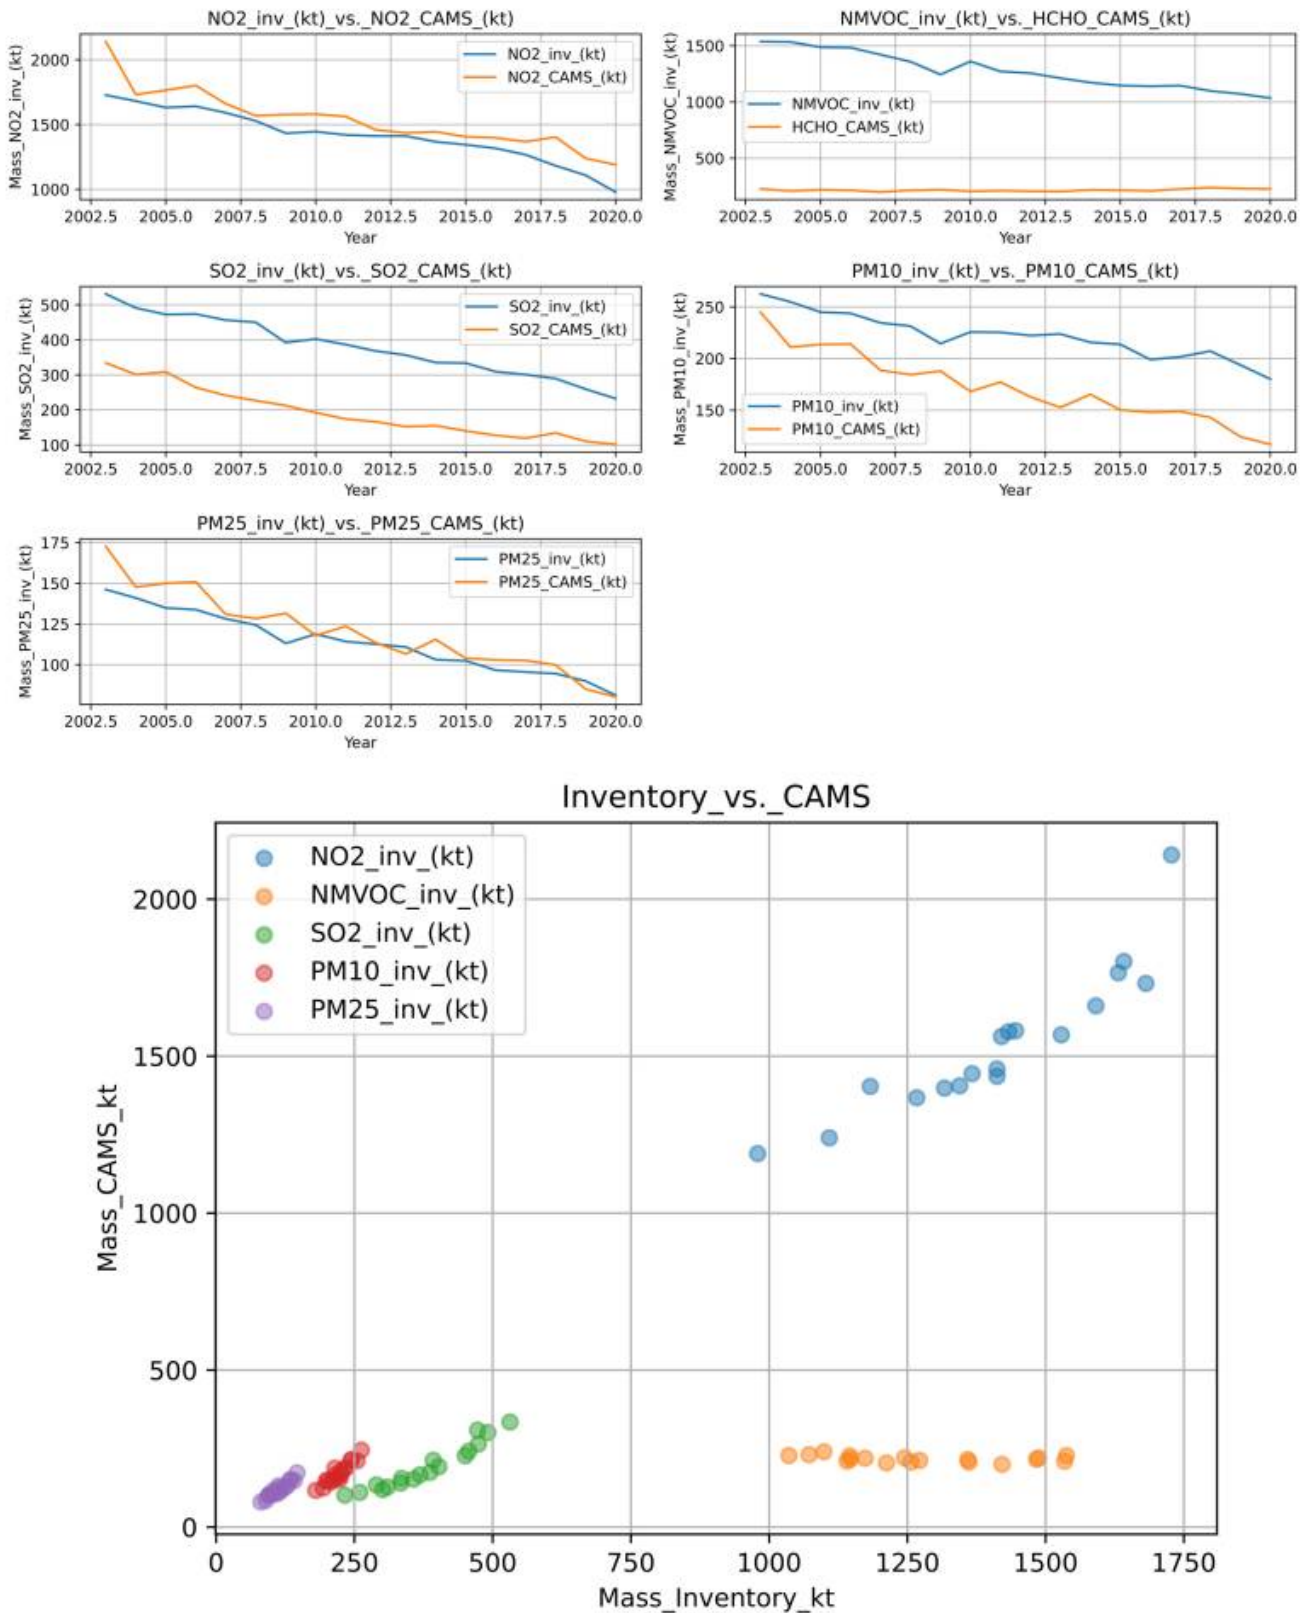 NO2_inv_(kt)_vs._NO2_CAMS_(kt)
Mass_NO2_inv_(kt)
2000
1500
1000
NO2_inv_(kt)
NO2_CAMS_(kt)
2002.5 2005.0 2007.5 2010.0 2012.5 2015.0 2017.5 2020.0
Year
NMVOC_inv_(kt)_vs._HCHO_CAMS_(kt)
Mass_NMVOC_inv_(kt)
1500
1000
500
NMVOC_inv_(kt)
HCHO_CAMS_(kt)
2002.5 2005.0 2007.5 2010.0 2012.5 2015.0 2017.5 2020.0
Year
SO2_inv_(kt)_vs._SO2_CAMS_(kt)
Mass_SO2_inv_(kt)
500
400
300
200
100
SO2_inv_(kt)
SO2_CAMS_(kt)
2002.5 2005.0 2007.5 2010.0 2012.5 2015.0 2017.5 2020.0
Year
PM10_inv_(kt)_vs._PM10_CAMS_(kt)
Mass_PM10_inv_(kt)
250
200
150
PM10_inv_(kt)
PM10_CAMS_(kt)
2002.5 2005.0 2007.5 2010.0 2012.5 2015.0 2017.5 2020.0
Year
PM25_inv_(kt)_vs._PM25_CAMS_(kt)
Mass_PM25_inv_(kt)
175
150
125
100
PM25_inv_(kt)
PM25_CAMS_(kt)
2002.5 2005.0 2007.5 2010.0 2012.5 2015.0 2017.5 2020.0
Year
Inventory_vs._CAMS
Mass_CAMS_kt
2000
1500
1000
500
0
NO2_inv_(kt)
NMVOC_inv_(kt)
SO2_inv_(kt)
PM10_inv_(kt)
PM25_inv_(kt)
0 250 500 750 1000 1250 1500 1750
Mass_Inventory_kt